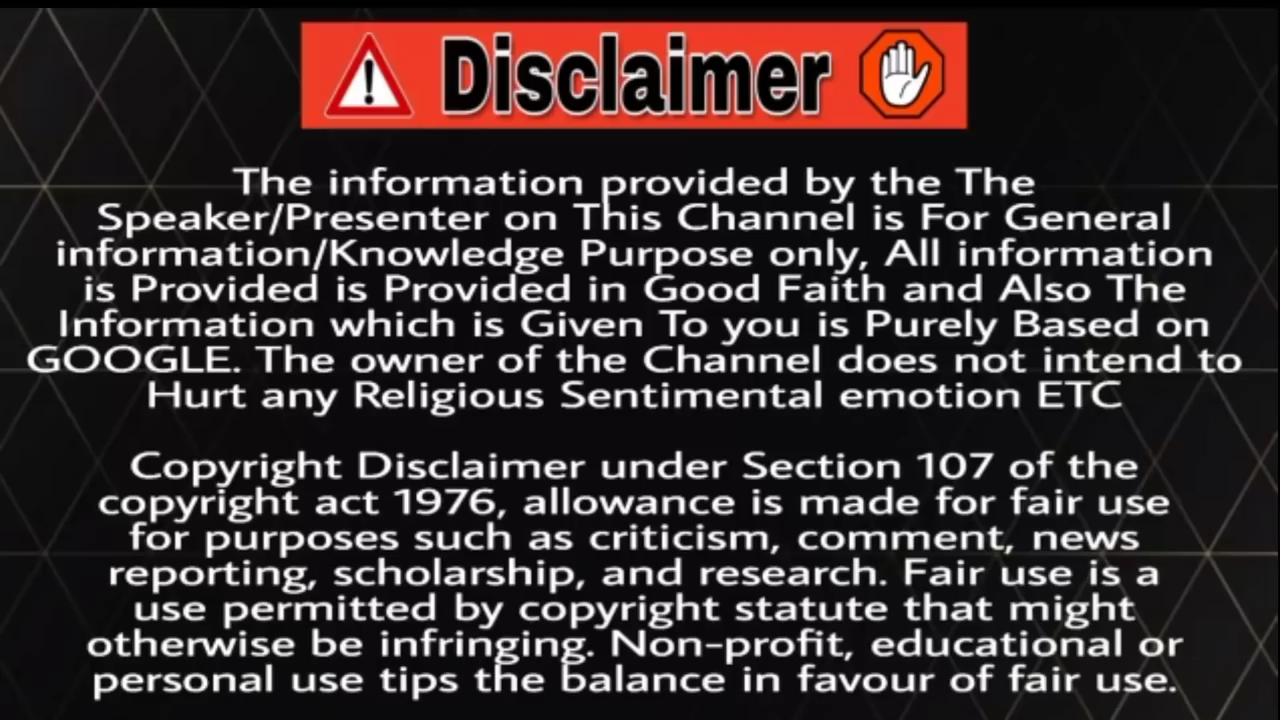 Disclaimer
The information provided by the The
Speaker/Presenter on This Channel is For General
information/Knowledge Purpose only, All information
is Provided is Provided in Good Faith and Also The
Information which is Given To you is Purely Based on
GOOGLE. The owner of the Channel does not intend to
Hurt any Religious Sentimental emotion ETC
Copyright Disclaimer under Section 107 of the
copyright act 1976, allowance is made for fair use
for purposes such as criticism, comment, news
reporting, scholarship, and research. Fair use is a
use permitted by copyright statute that might
otherwise be infringing. Non-profit, educational or
personal use tips the balance in favour of fair use.